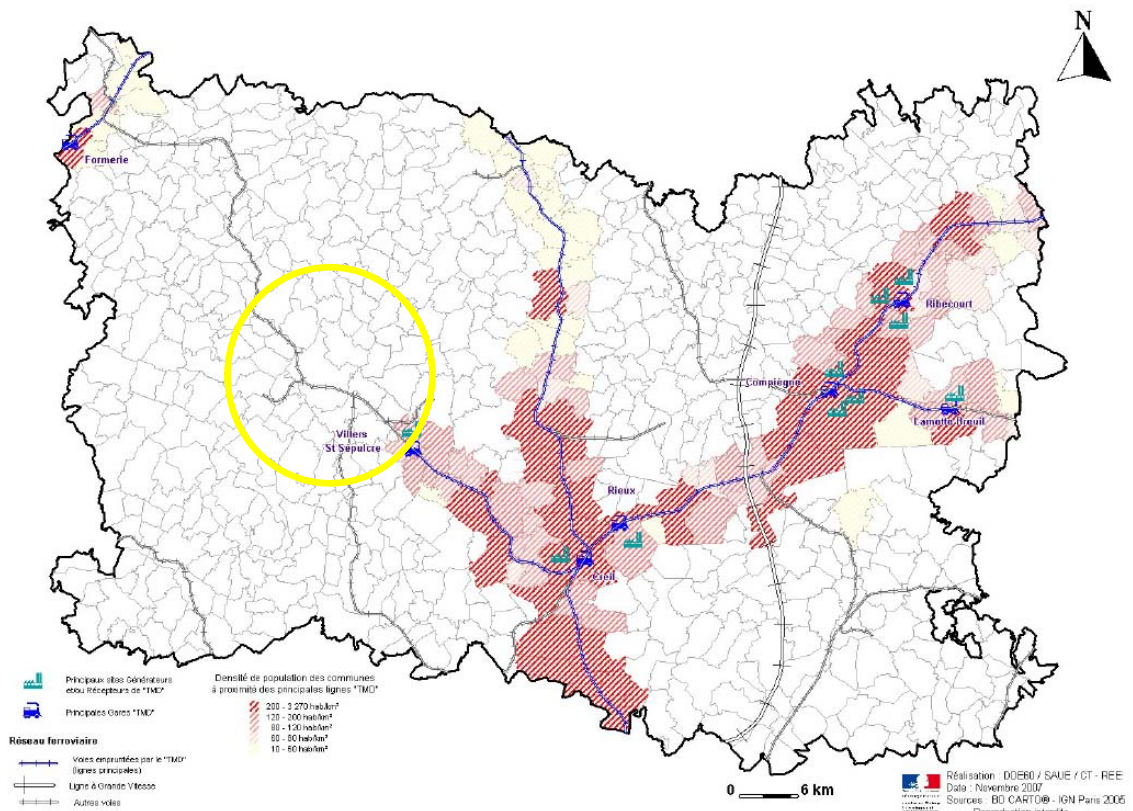 N
Formerie
Ribecourt
Compiègne
Lamotte Breuil
Villers
St Sépulcre
Rieux
Creil
Principaux sites Générateurs
et/ou Récepteurs de "TMD"
Principales Gares "TMD"
Densité de population des communes
à proximité des principales lignes "TMD"
200 - 3 270 hab/km²
120 - 200 hab/km²
80 - 120 hab/km²
60 - 80 hab/km²
10 - 60 hab/km²
Réseau ferroviaire
Voies empruntées par le "TMD"
(lignes principales)
Ligne à Grande Vitesse
Autres voies
0 6 km
Réalisation : DDE60 / SAUE / CT - REE
Date : Novembre 2007
Sources : BD CARTO® - IGN Paris 2005